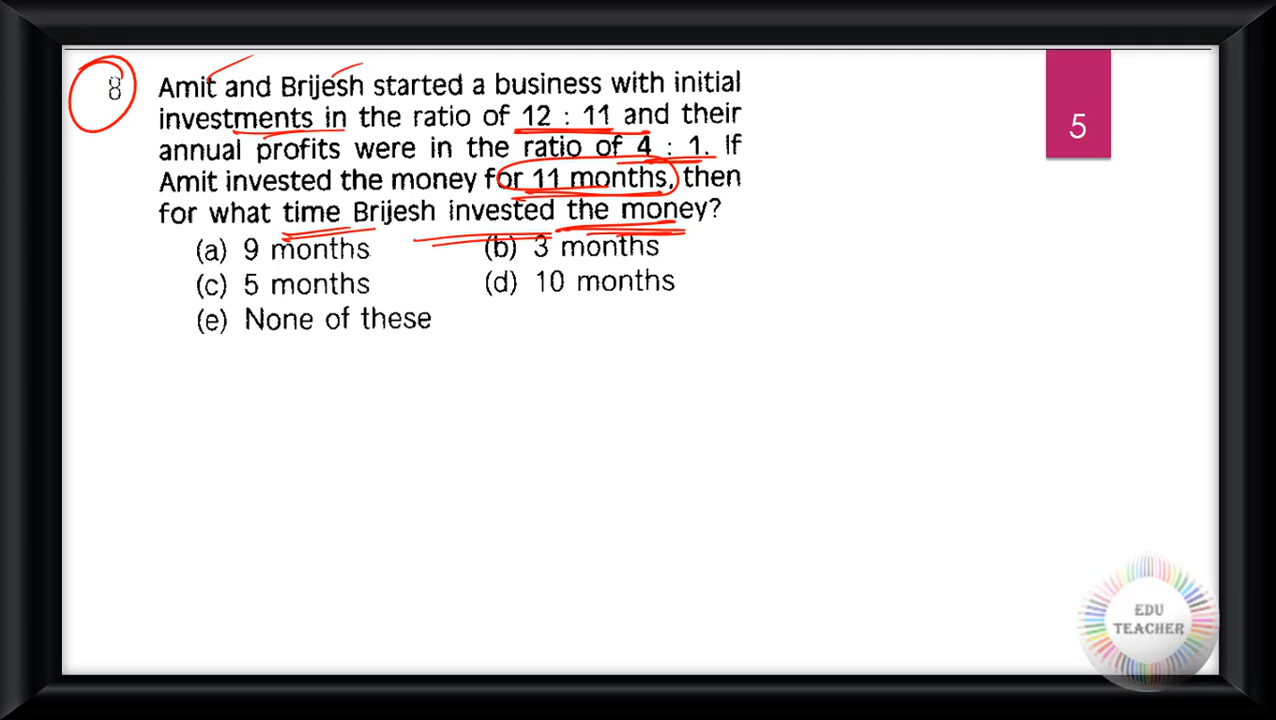 5
8 Amit and Brijesh started a business with initial
investments in the ratio of 12 : 11 and their
annual profits were in the ratio of 4 : 1. If
Amit invested the money for 11 months, then
for what time Brijesh invested the money?
(a) 9 months (b) 3 months
(c) 5 months (d) 10 months
(e) None of these
EDU
TEACHER